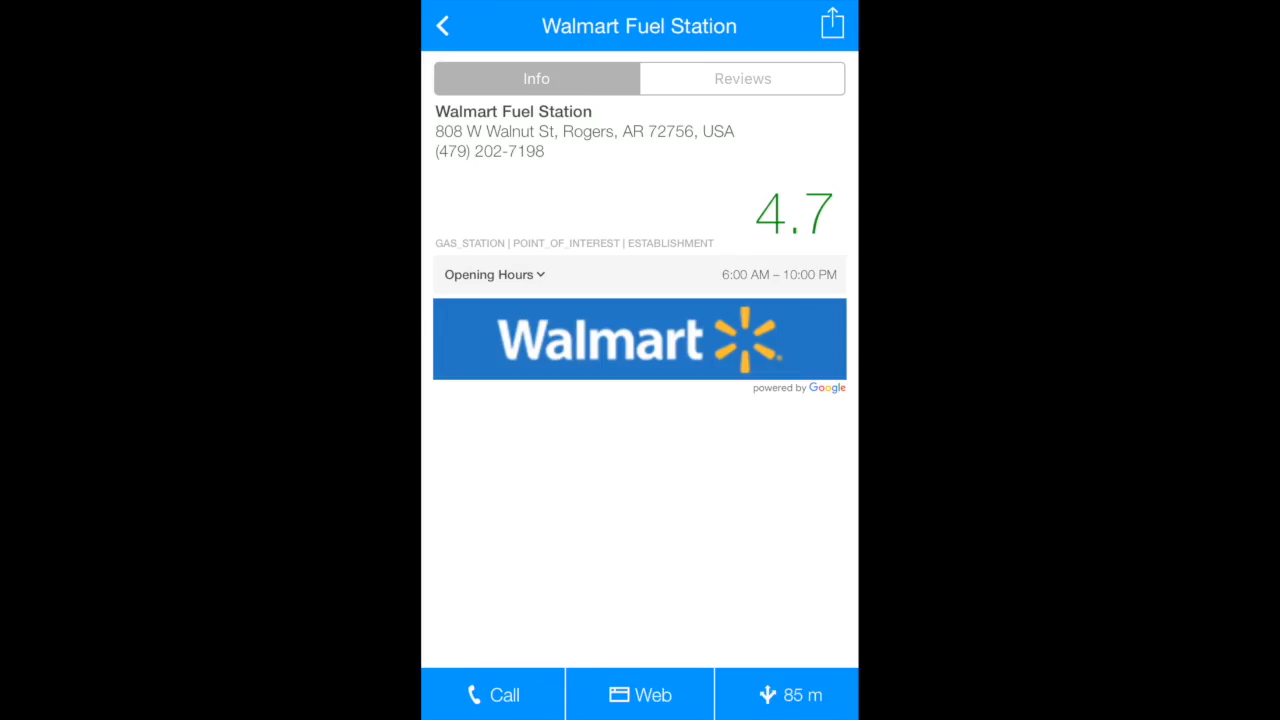 Walmart Fuel Station
Info Reviews
Walmart Fuel Station
808 W Walnut St, Rogers, AR 72756, USA
(479) 202-7198
4.7
GAS_STATION | POINT_OF_INTEREST | ESTABLISHMENT
Opening Hours 6:00 AM – 10:00 PM
Walmart
powered by Google
Call Web 85 m